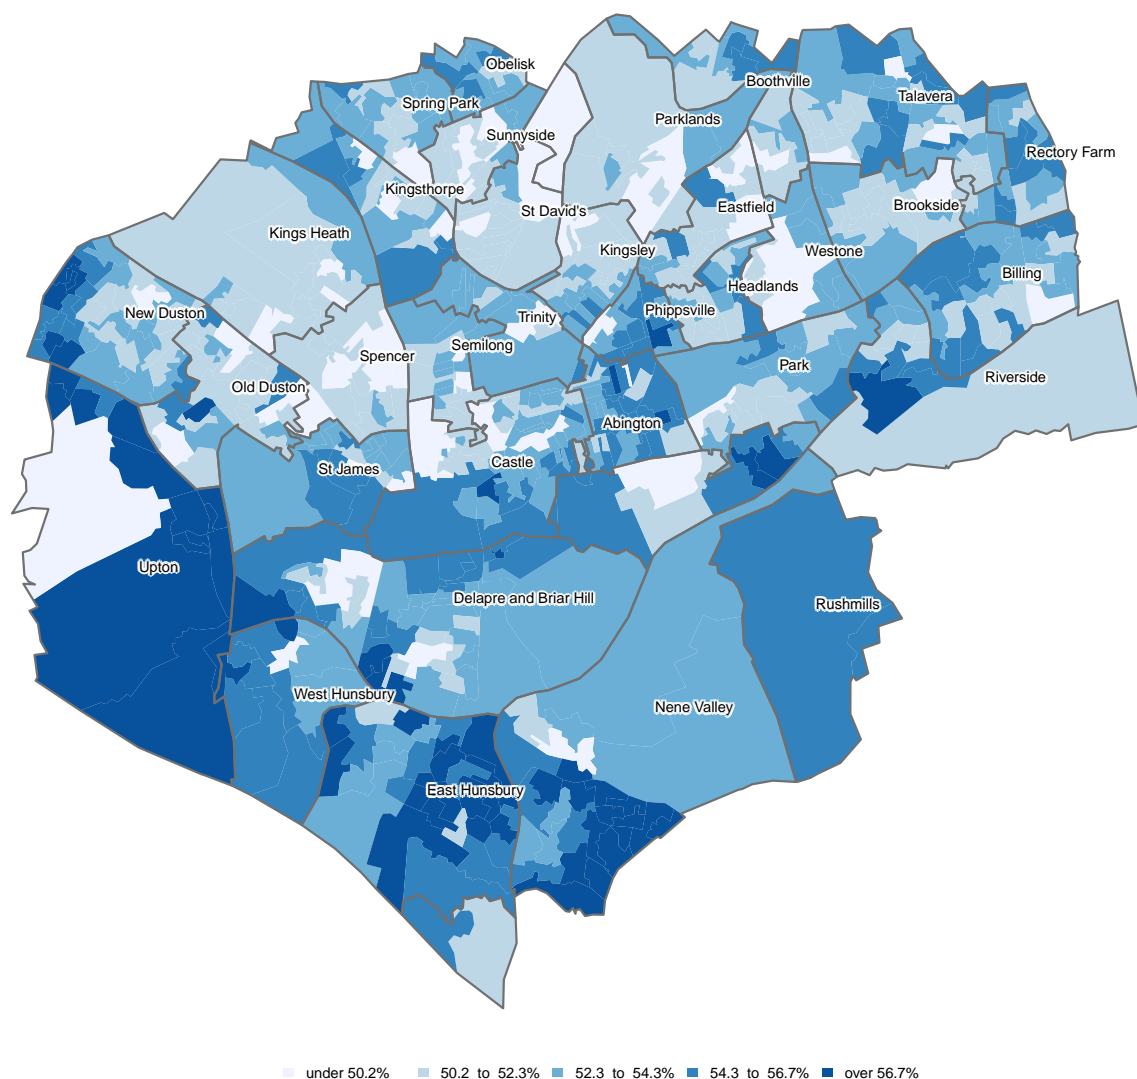 Obelisk
Boothville
Spring Park
Talavera
Parklands
Sunnyside
Rectory Farm
Kingsthorpe
Brookside
St David's
Eastfield
Kings Heath
Kingsley
Westone
Billing
Headlands
New Duston
Phippsville
Trinity
Semilong
Spencer
Park
Riverside
Old Duston
Abington
Castle
St James
Upton
Delapre and Briar Hill
Rushmills
West Hunsbury
Nene Valley
East Hunsbury
under 50.2% 50.2 to 52.3% 52.3 to 54.3% 54.3 to 56.7% over 56.7%